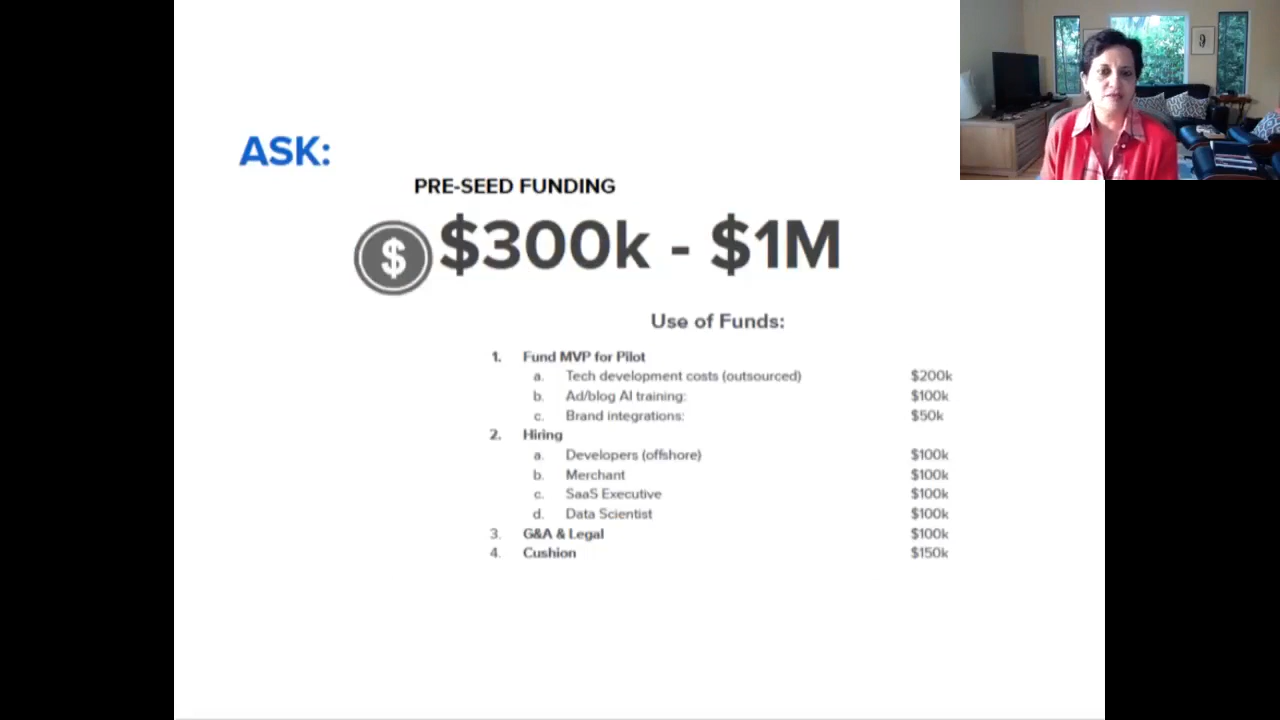 ASK:
PRE-SEED FUNDING
$ $300k - $1M
Use of Funds:
1. Fund MVP for Pilot
a. Tech development costs (outsourced) $200k
b. Ad/blog AI training: $100k
c. Brand integrations: $50k
2. Hiring
a. Developers (offshore) $100k
b. Merchant $100k
c. SaaS Executive $100k
d. Data Scientist $100k
3. G&A & Legal $100k
4. Cushion $150k